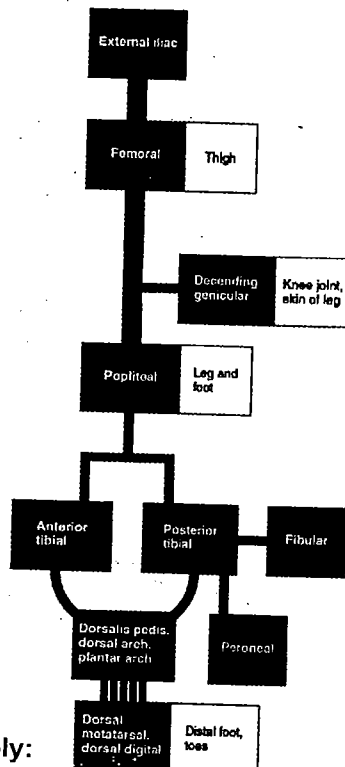 External iliac
Femoral
Thigh
Decending
genicular
Knee joint,
skin of leg
Popliteal
Leg and
foot
Anterior
tibial
Posterior
tibial
Fibular
Dorsalis pedis.
dorsal arch.
plantar arch
Peroneal
Dorsal
metatarsal.
dorsal digital
Distal foot,
toes
ly: